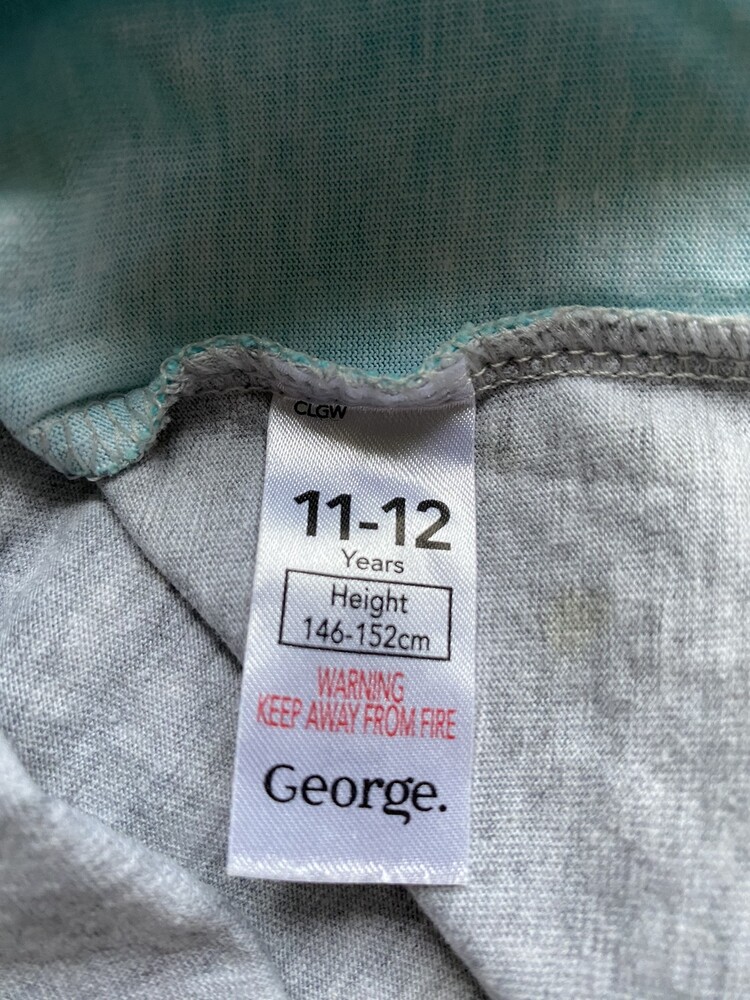 CLGW
11-12
Years
Height
146-152cm
WARNING
KEEP AWAY FROM FIRE
George.